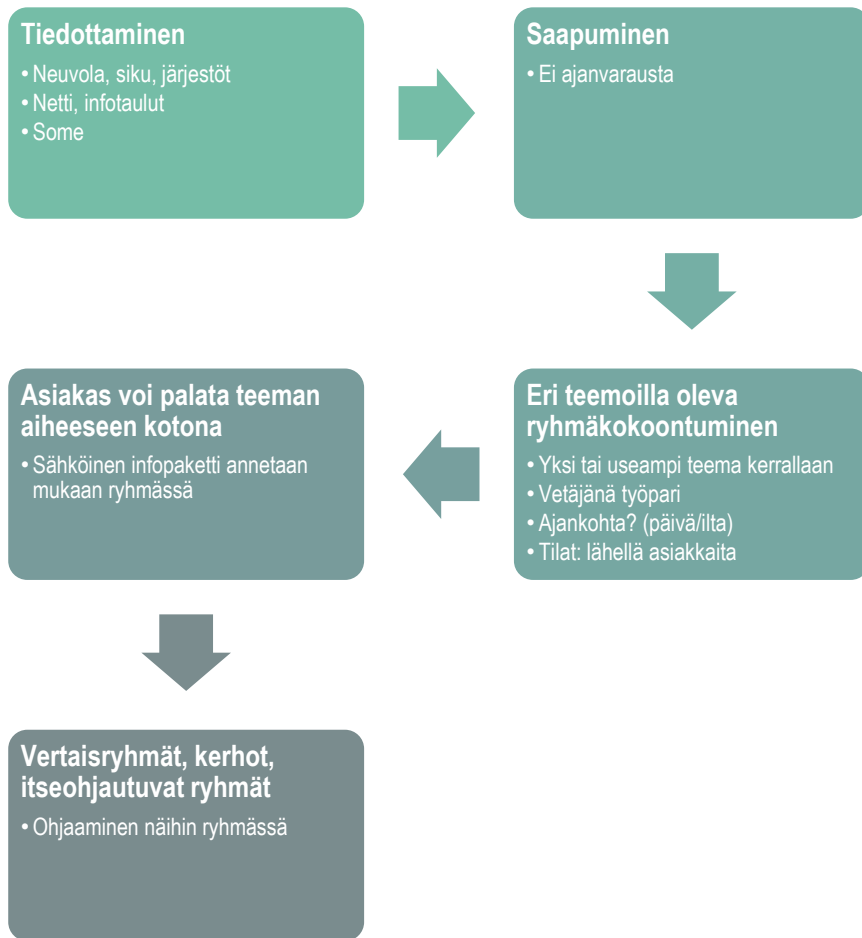 Tiedottaminen
• Neuvola, siku, järjestöt
• Netti, infotaulut
• Some
Saapuminen
• Ei ajanvarausta
Eri teemoilla oleva
ryhmäkokoontuminen
• Yksi tai useampi teema kerrallaan
• Vetäjänä työpari
• Ajankohta? (päivä/ilta)
• Tilat: lähellä asiakkaita
Asiakas voi palata teeman
aiheeseen kotona
• Sähköinen infopaketti annetaan
mukaan ryhmässä
Vertaisryhmät, kerhot,
itseohjautuvat ryhmät
• Ohjaaminen näihin ryhmässä